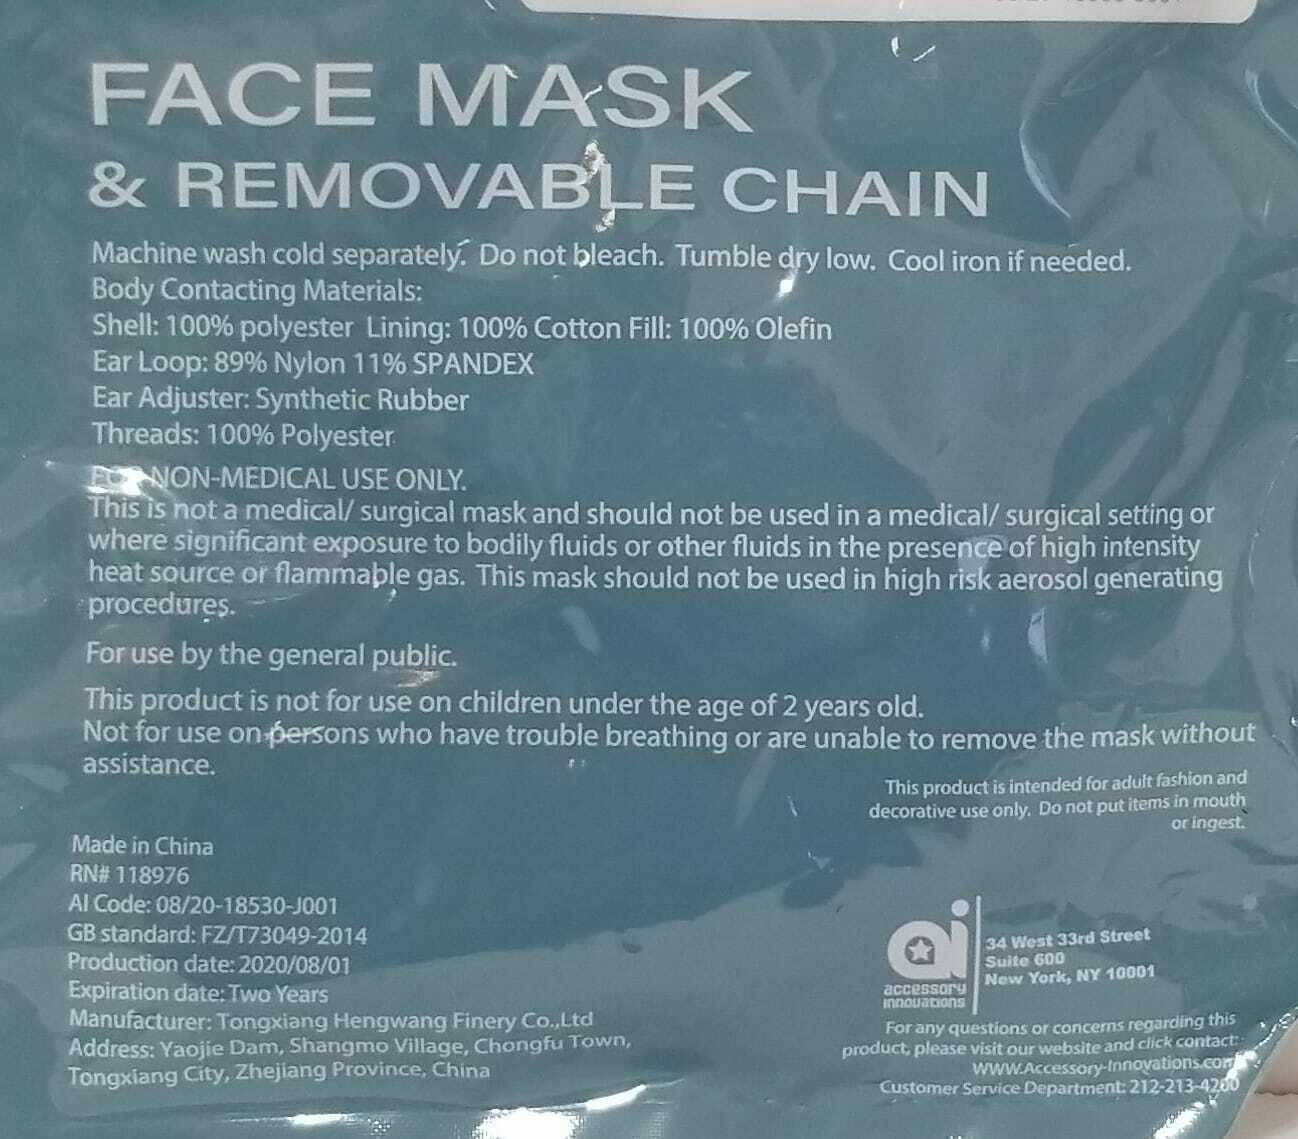 FACE MASK
& REMOVABLE CHAIN
Machine wash cold separately. Do not bleach. Tumble dry low. Cool iron if needed.
Body Contacting Materials:
Shell: 100% polyester Lining: 100% Cotton Fill: 100% Olefin
Ear Loop: 89% Nylon 11% SPANDEX
Ear Adjuster: Synthetic Rubber
Threads: 100% Polyester
FOR NON-MEDICAL USE ONLY.
This is not a medical/ surgical mask and should not be used in a medical/ surgical setting or
where significant exposure to bodily fluids or other fluids in the presence of high intensity
heat source or flammable gas. This mask should not be used in high risk aerosol generating
procedures.
For use by the general public.
This product is not for use on children under the age of 2 years old.
Not for use on persons who have trouble breathing or are unable to remove the mask without
assistance.
This product is intended for adult fashion and
decorative use only. Do not put items in mouth
or ingest.
Made in China
RN# 118976
AI Code: 08/20-18530-J001
GB standard: FZ/T73049-2014
Production date: 2020/08/01
Expiration date: Two Years
Manufacturer: Tongxiang Hengwang Finery Co.,Ltd
Address: Yaojie Dam, Shangmo Village, Chongfu Town,
Tongxiang City, Zhejiang Province, China
ai
accessory
innovations
34 West 33rd Street
Suite 600
New York, NY 10001
For any questions or concerns regarding this
product, please visit our website and click contact:
WWW.Accessory-Innovations.com
Customer Service Department: 212-213-4200